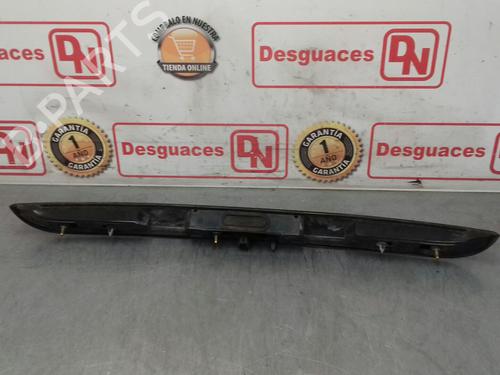 CÓMPRALO EN NUESTRA
TIENDA ONLINE
Desguaces DN
Desguaces DN
B-PARTS
GARANTIA
1 AÑO
GARANTIA
Desguaces DN
GARANTIA
1 AÑO
GARANTIA
Desguaces